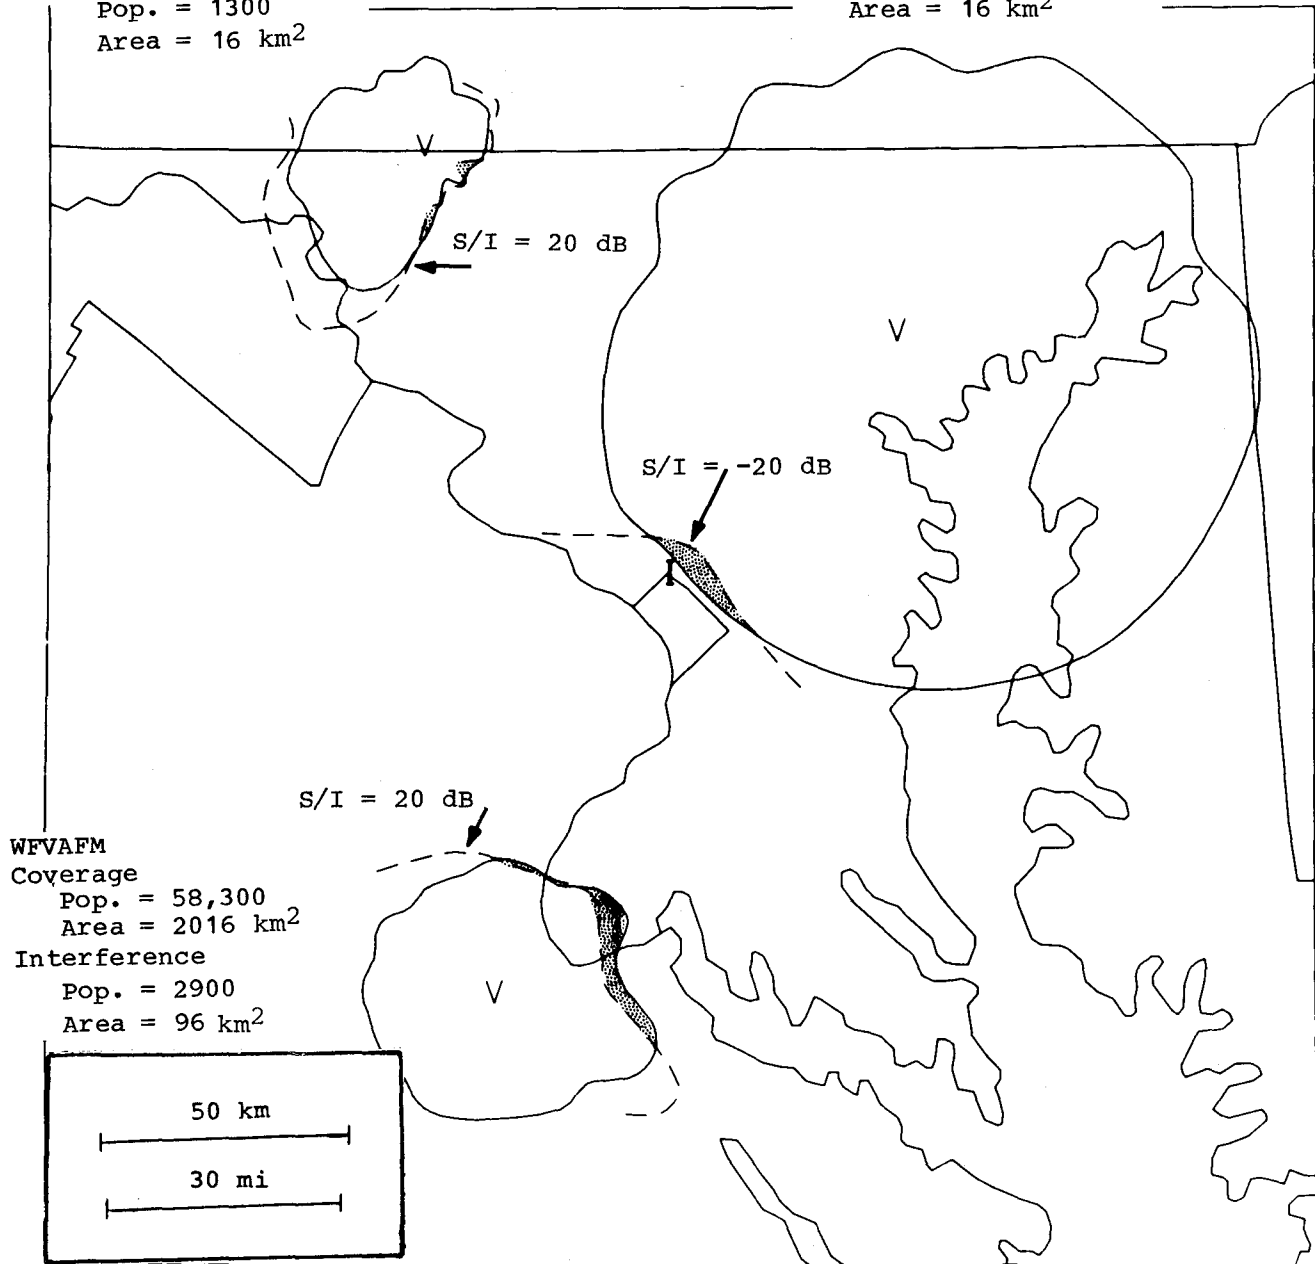 Pop. = 1300
Area = 16 km2
Area = 16 km2
V
S/I = 20 dB
V
S/I = -20 dB
I
S/I = 20 dB
WFVAFM
Coverage
Pop. = 58,300
Area = 2016 km2
Interference
Pop. = 2900
Area = 96 km2
V
50 km
30 mi